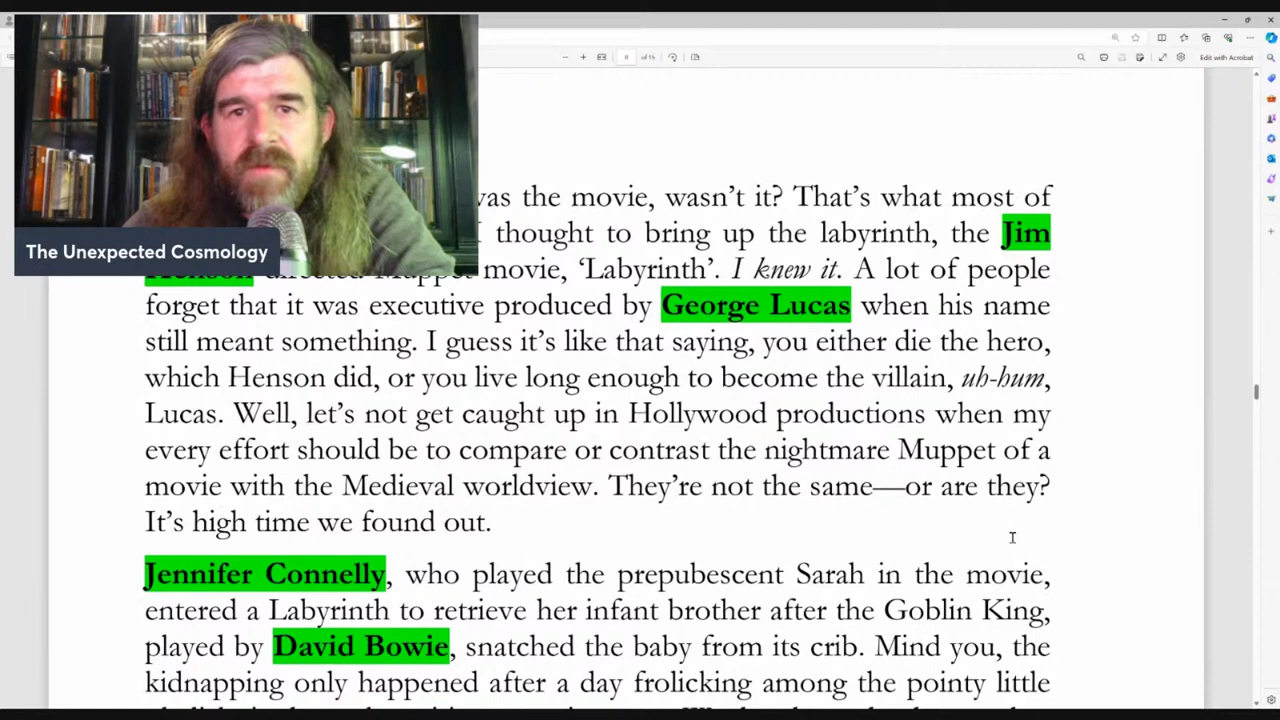 of 15
Edit with Acrobat
The Unexpected Cosmology
was the movie, wasn't it? That's what most of
I thought to bring up the labyrinth, the Jim
directed Muppet movie, ‘Labyrinth’. I knew it. A lot of people
forget that it was executive produced by George Lucas when his name
still meant something. I guess it's like that saying, you either die the hero,
which Henson did, or you live long enough to become the villain, uh-hum,
Lucas. Well, let's not get caught up in Hollywood productions when my
every effort should be to compare or contrast the nightmare Muppet of a
movie with the Medieval worldview. They're not the same—or are they?
It's high time we found out.
Jennifer Connelly, who played the prepubescent Sarah in the movie,
entered a Labyrinth to retrieve her infant brother after the Goblin King,
played by David Bowie, snatched the baby from its crib. Mind you, the
kidnapping only happened after a day frolicking among the pointy little